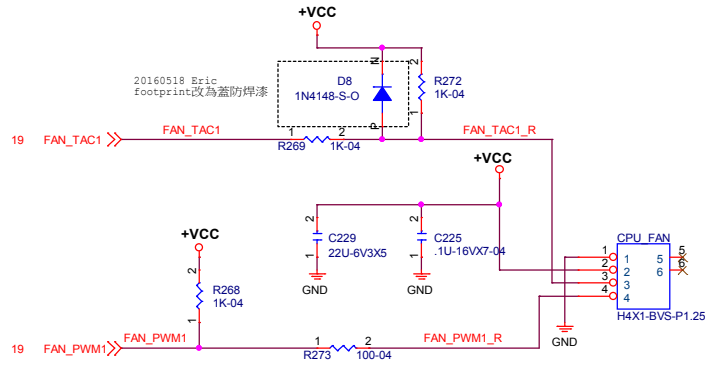 +VCC
20160518 Eric
footprint改為蓋防焊漆
D8
1N4148-S-O
N
P
2
R272
1K-04
1
19 FAN_TAC1
FAN_TAC1
1
2
R269
1K-04
FAN_TAC1_R
+VCC
+VCC
2
C229
22U-6V3X5
1
GND
2
C225
.1U-16VX7-04
1
GND
CPU_FAN
1 1 5 5
2 2 6 6
3 3
4 4
H4X1-BVS-P1.25
GND
2
R268
1K-04
1
19 FAN_PWM1
FAN_PWM1
1
2
R273
100-04
FAN_PWM1_R